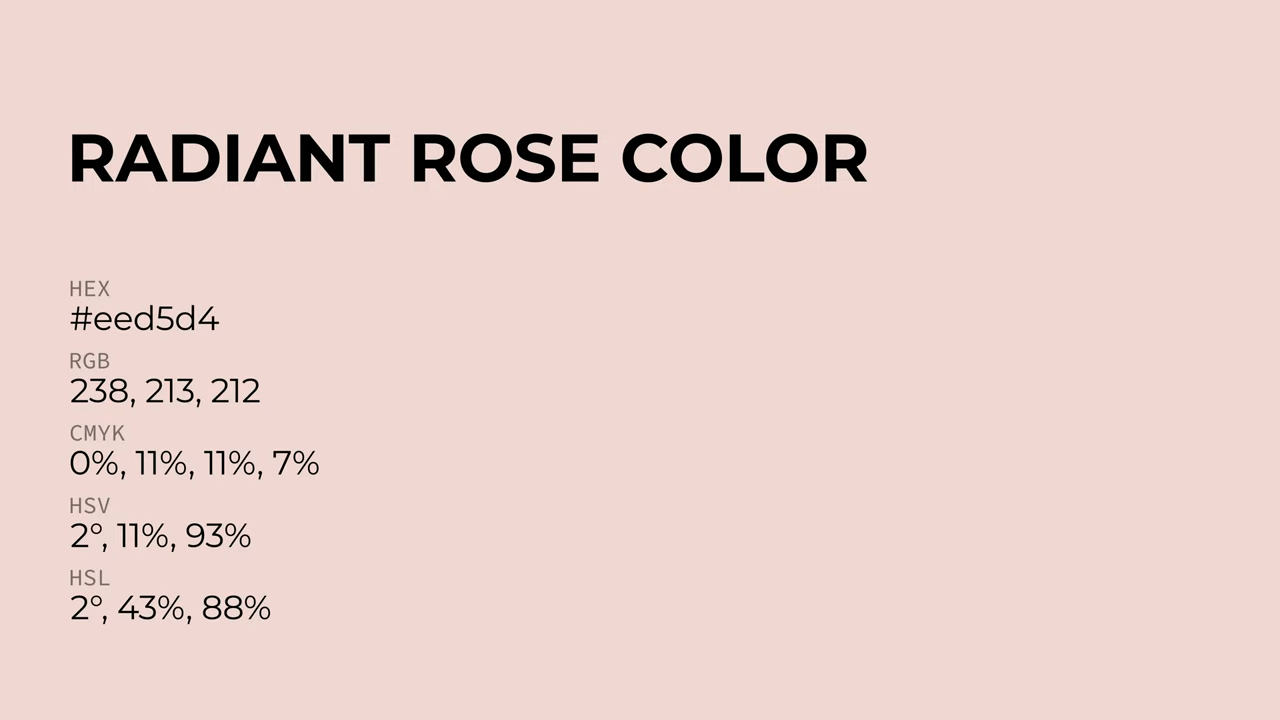 RADIANT ROSE COLOR
HEX
#eed5d4
RGB
238, 213, 212
CMYK
0%, 11%, 11%, 7%
HSV
2°, 11%, 93%
HSL
2°, 43%, 88%